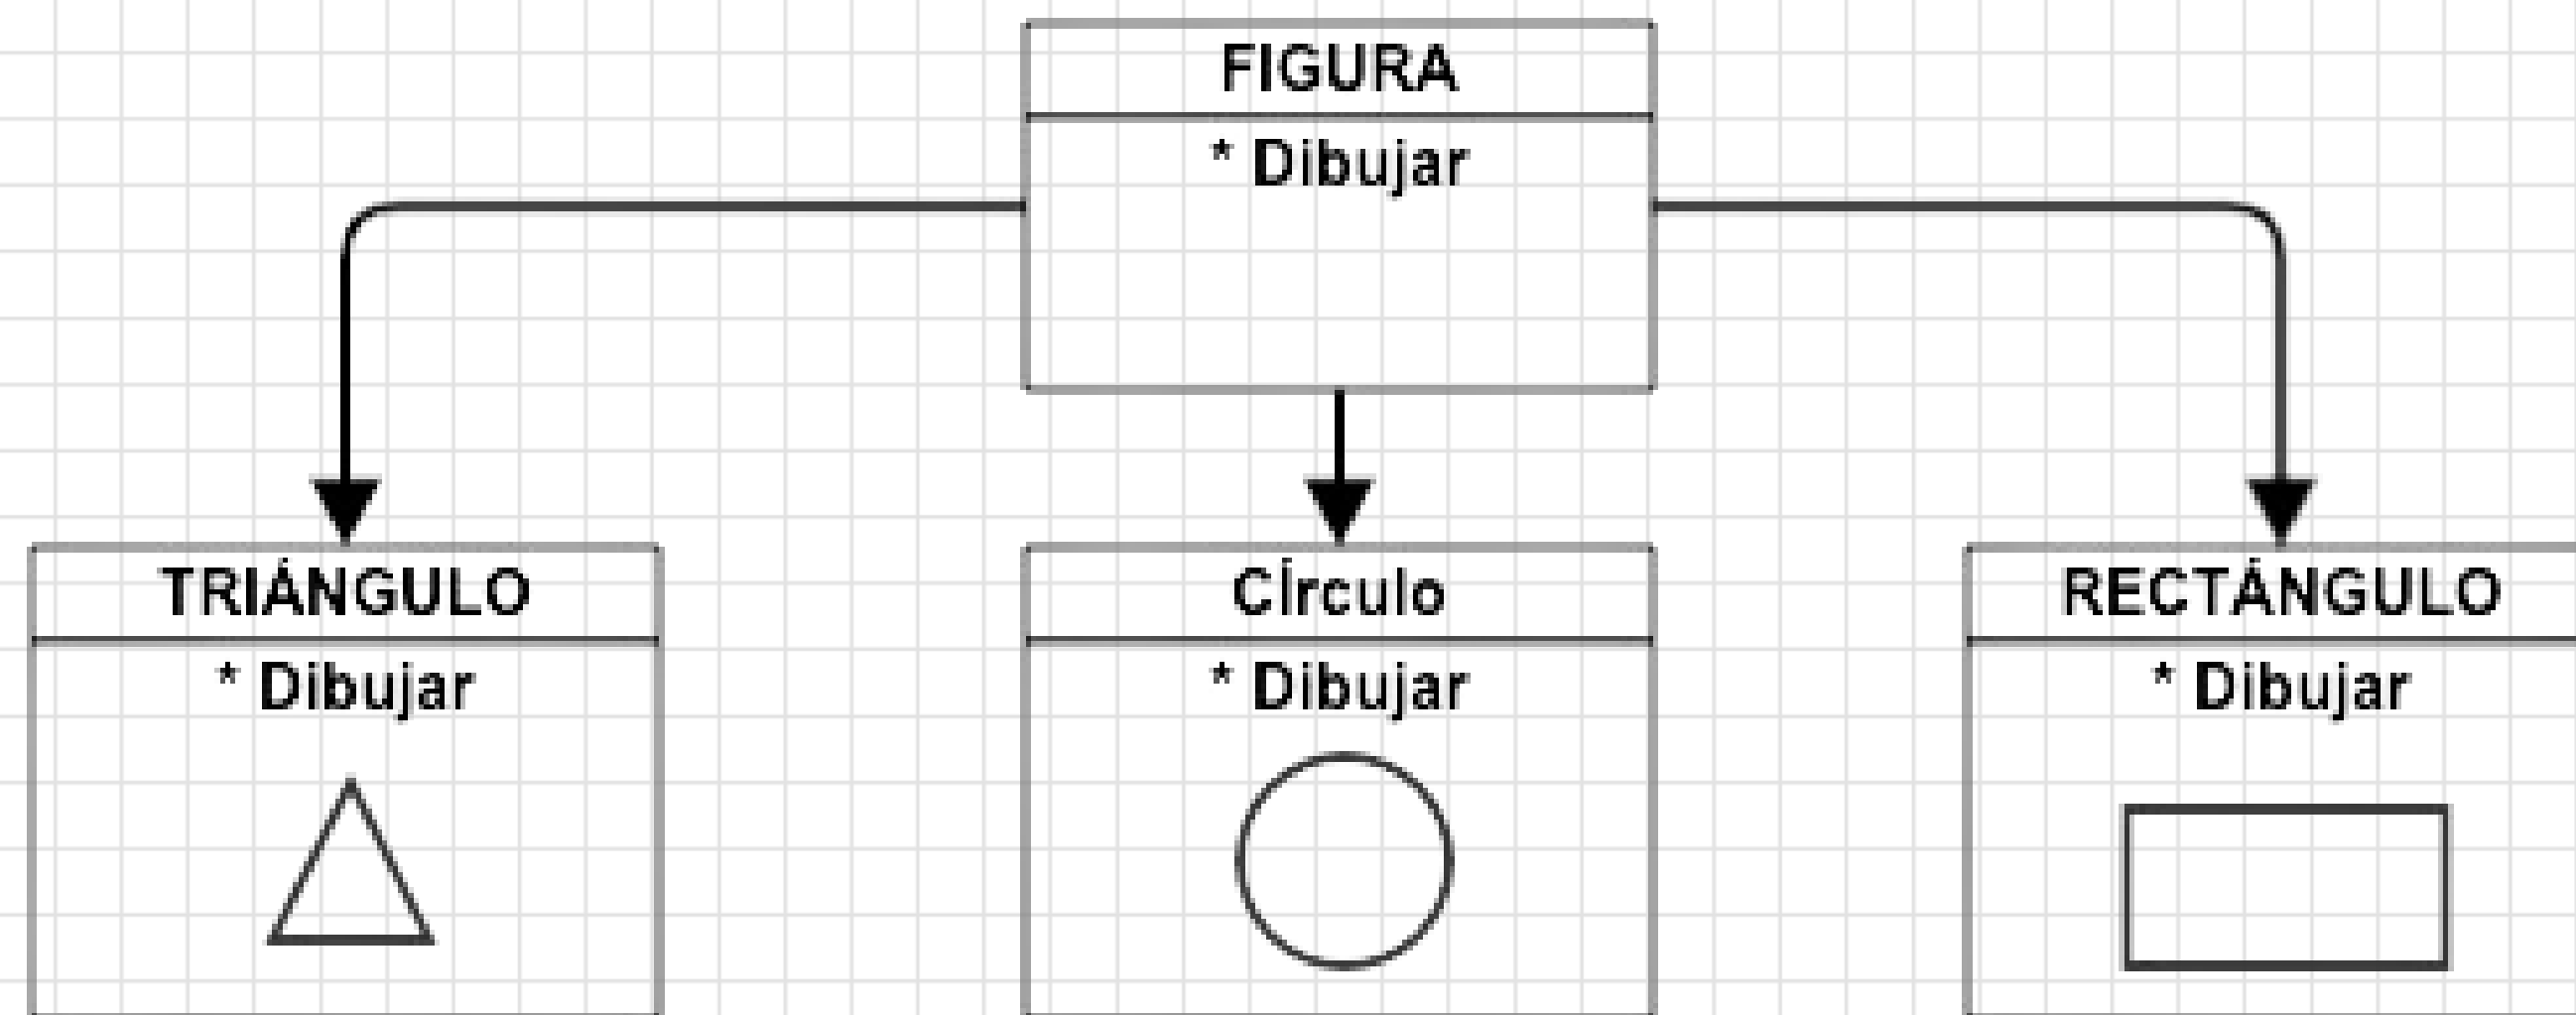 FIGURA
* Dibujar
TRIÁNGULO
* Dibujar
CÍrculo
* Dibujar
RECTÁNGULO
* Dibujar